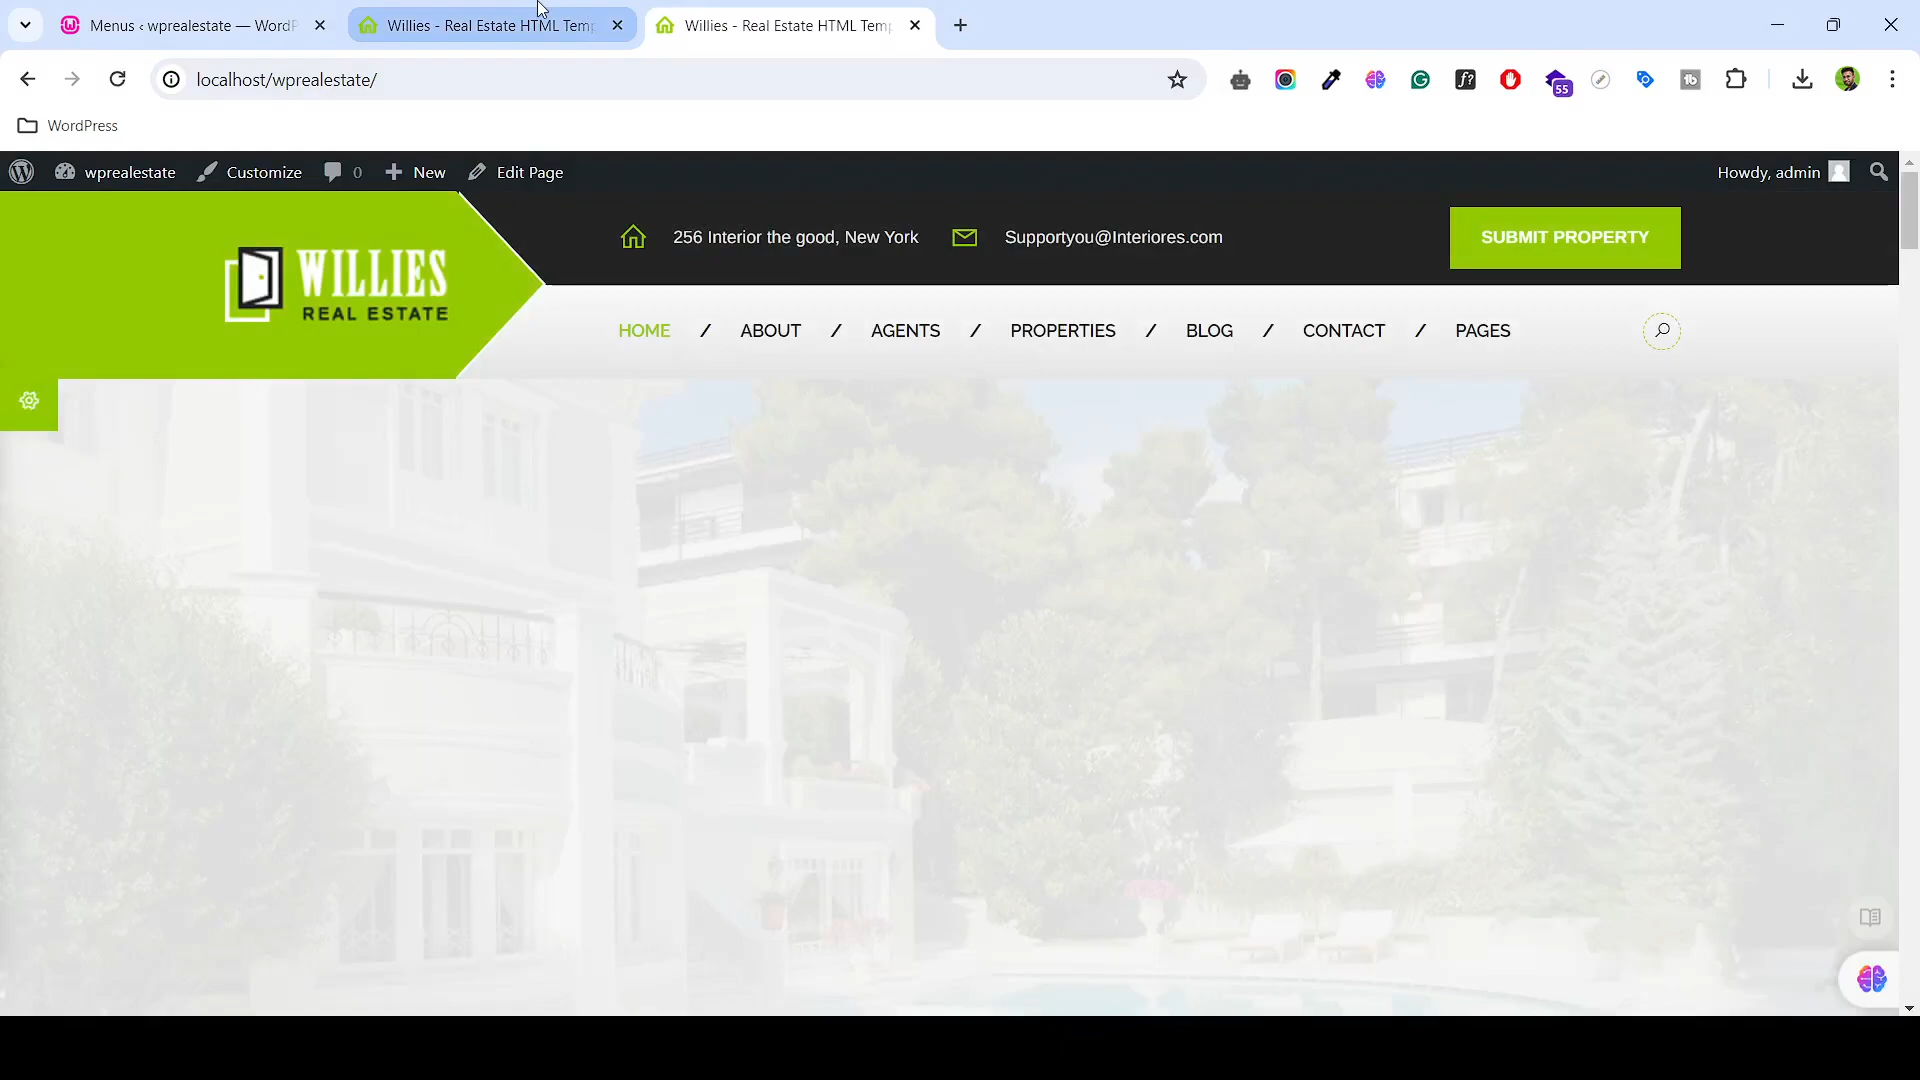 Menus ‹ wprealestate — WordP
Willies - Real Estate HTML Temp
Willies - Real Estate HTML Temp
localhost/wprealestate/
f?
55
tb
WordPress
wprealestate
Customize
0
New
Edit Page
Howdy, admin
WILLIES
REAL ESTATE
256 Interior the good, New York
Supportyou@Interiores.com
SUBMIT PROPERTY
HOME / ABOUT / AGENTS / PROPERTIES / BLOG / CONTACT / PAGES